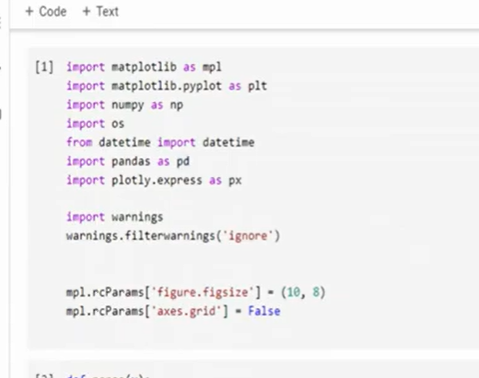 + Code + Text
[1] import matplotlib as mpl
import matplotlib.pyplot as plt
import numpy as np
import os
from datetime import datetime
import pandas as pd
import plotly.express as px
import warnings
warnings.filterwarnings('ignore')
mpl.rcParams['figure.figsize'] = (10, 8)
mpl.rcParams['axes.grid'] = False